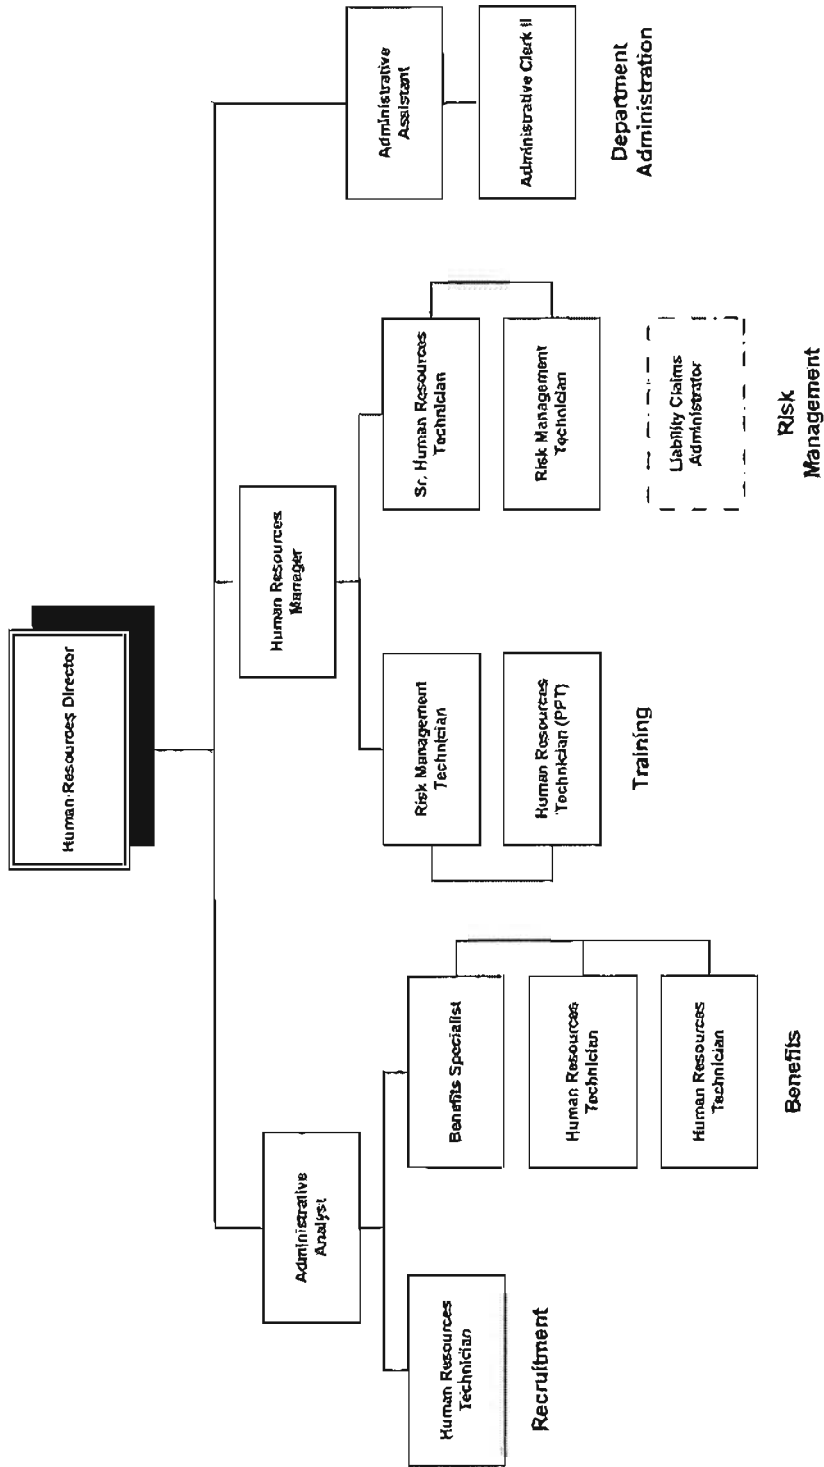 Human Resources Director
Administrative
Analyst
Human Resources
Manager
Administrative
Assistant
Administrative Clerk II
Department
Administration
Human Resources
Technician
Recruitment
Benefits Specialist
Human Resources
Technician
Human Resources
Technician
Benefits
Risk Management
Technician
Human Resources
Technician (PPT)
Training
Sr. Human Resources
Technician
Risk Management
Technician
Liability Claims
Administrator
Risk
Management